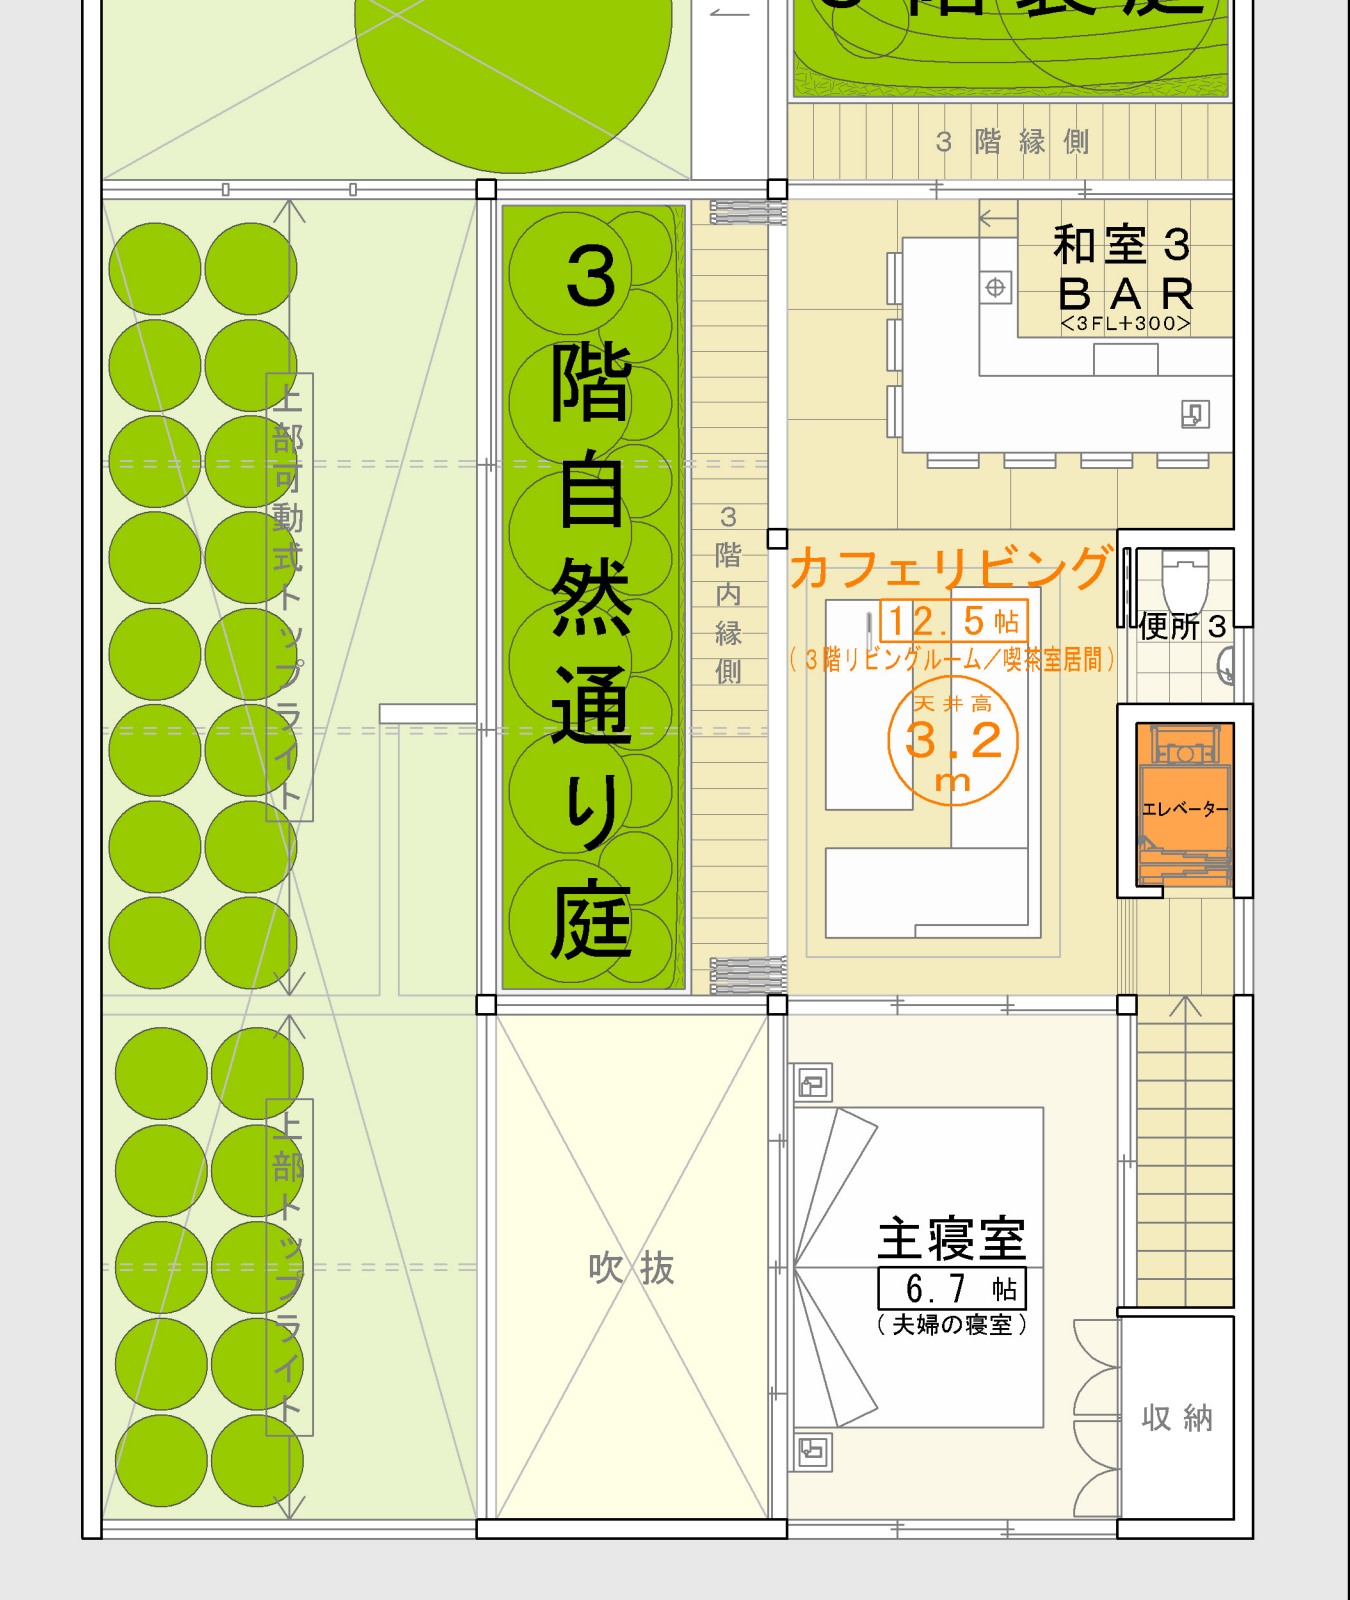 3階裏庭
3階縁側
和室3
BAR
<3FL+300>
3階自然通り庭
上部可動式トップライト
3階内縁側
カフェリビング
12.5帖
(3階リビングルーム/喫茶室居間)
天井高
3.2
m
便所3
エレベーター
上部トップライト
吹抜
主寝室
6.7帖
(夫婦の寝室)
収納